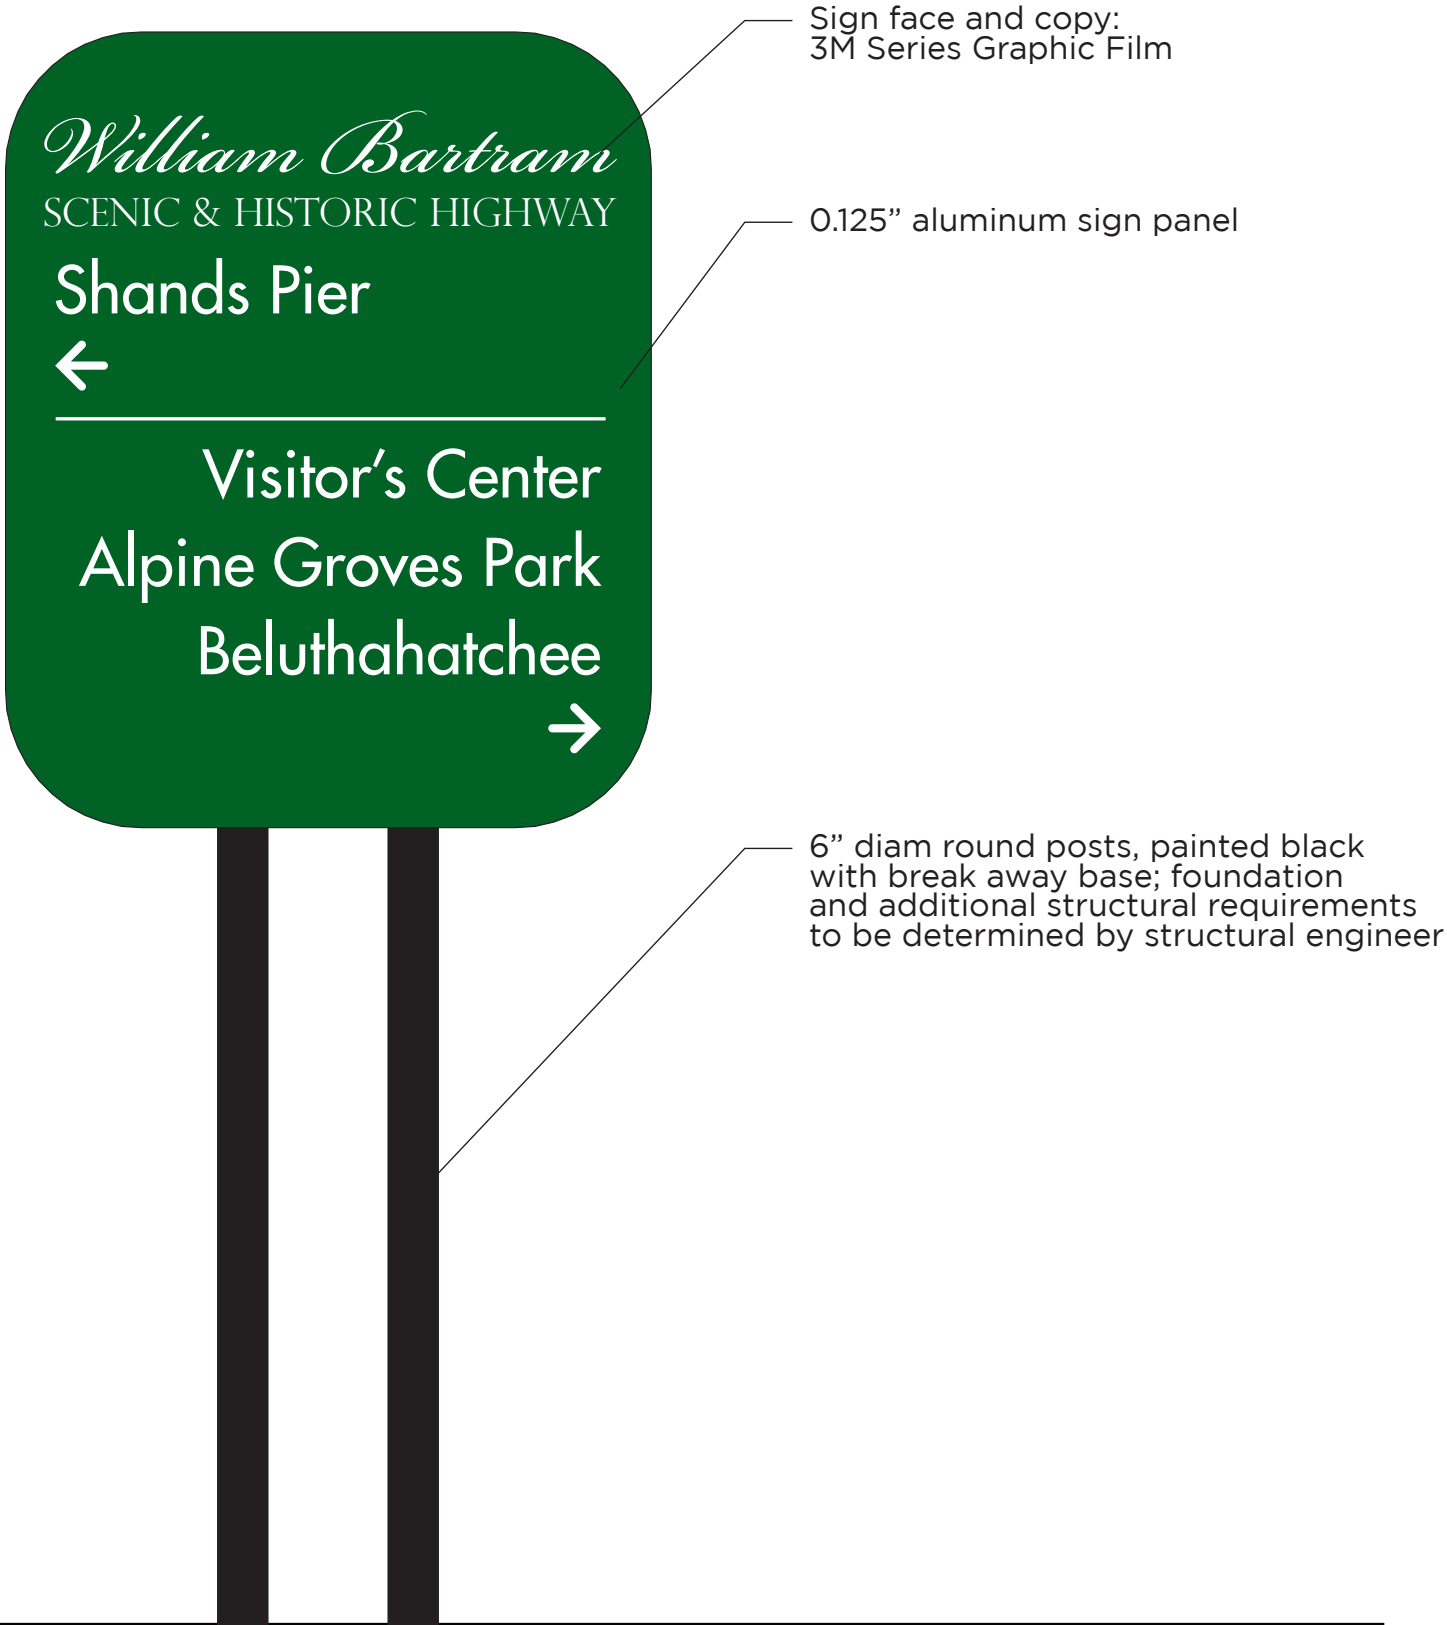 Sign face and copy:
3M Series Graphic Film
William Bartram
SCENIC & HISTORIC HIGHWAY
0.125” aluminum sign panel
Shands Pier
←
Visitor’s Center
Alpine Groves Park
Beluthahatchee
→
6” diam round posts, painted black
with break away base; foundation
and additional structural requirements
to be determined by structural engineer